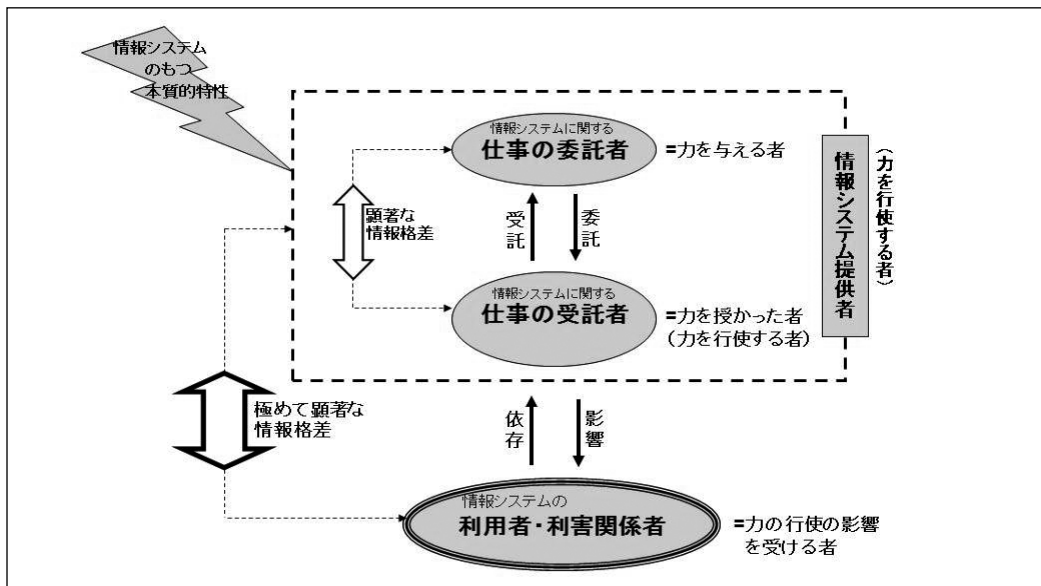 情報システム
のもつ
本質的特性
情報システムに関する
仕事の委託者
=力を与える者
顕著な
情報格差
受託
委託
情報システムに関する
仕事の受託者
=力を授かった者
(力を行使する者)
情報システム提供者
(力を行使する者)
極めて顕著な
情報格差
依存
影響
情報システムの
利用者・利害関係者
=力の行使の影響
を受ける者